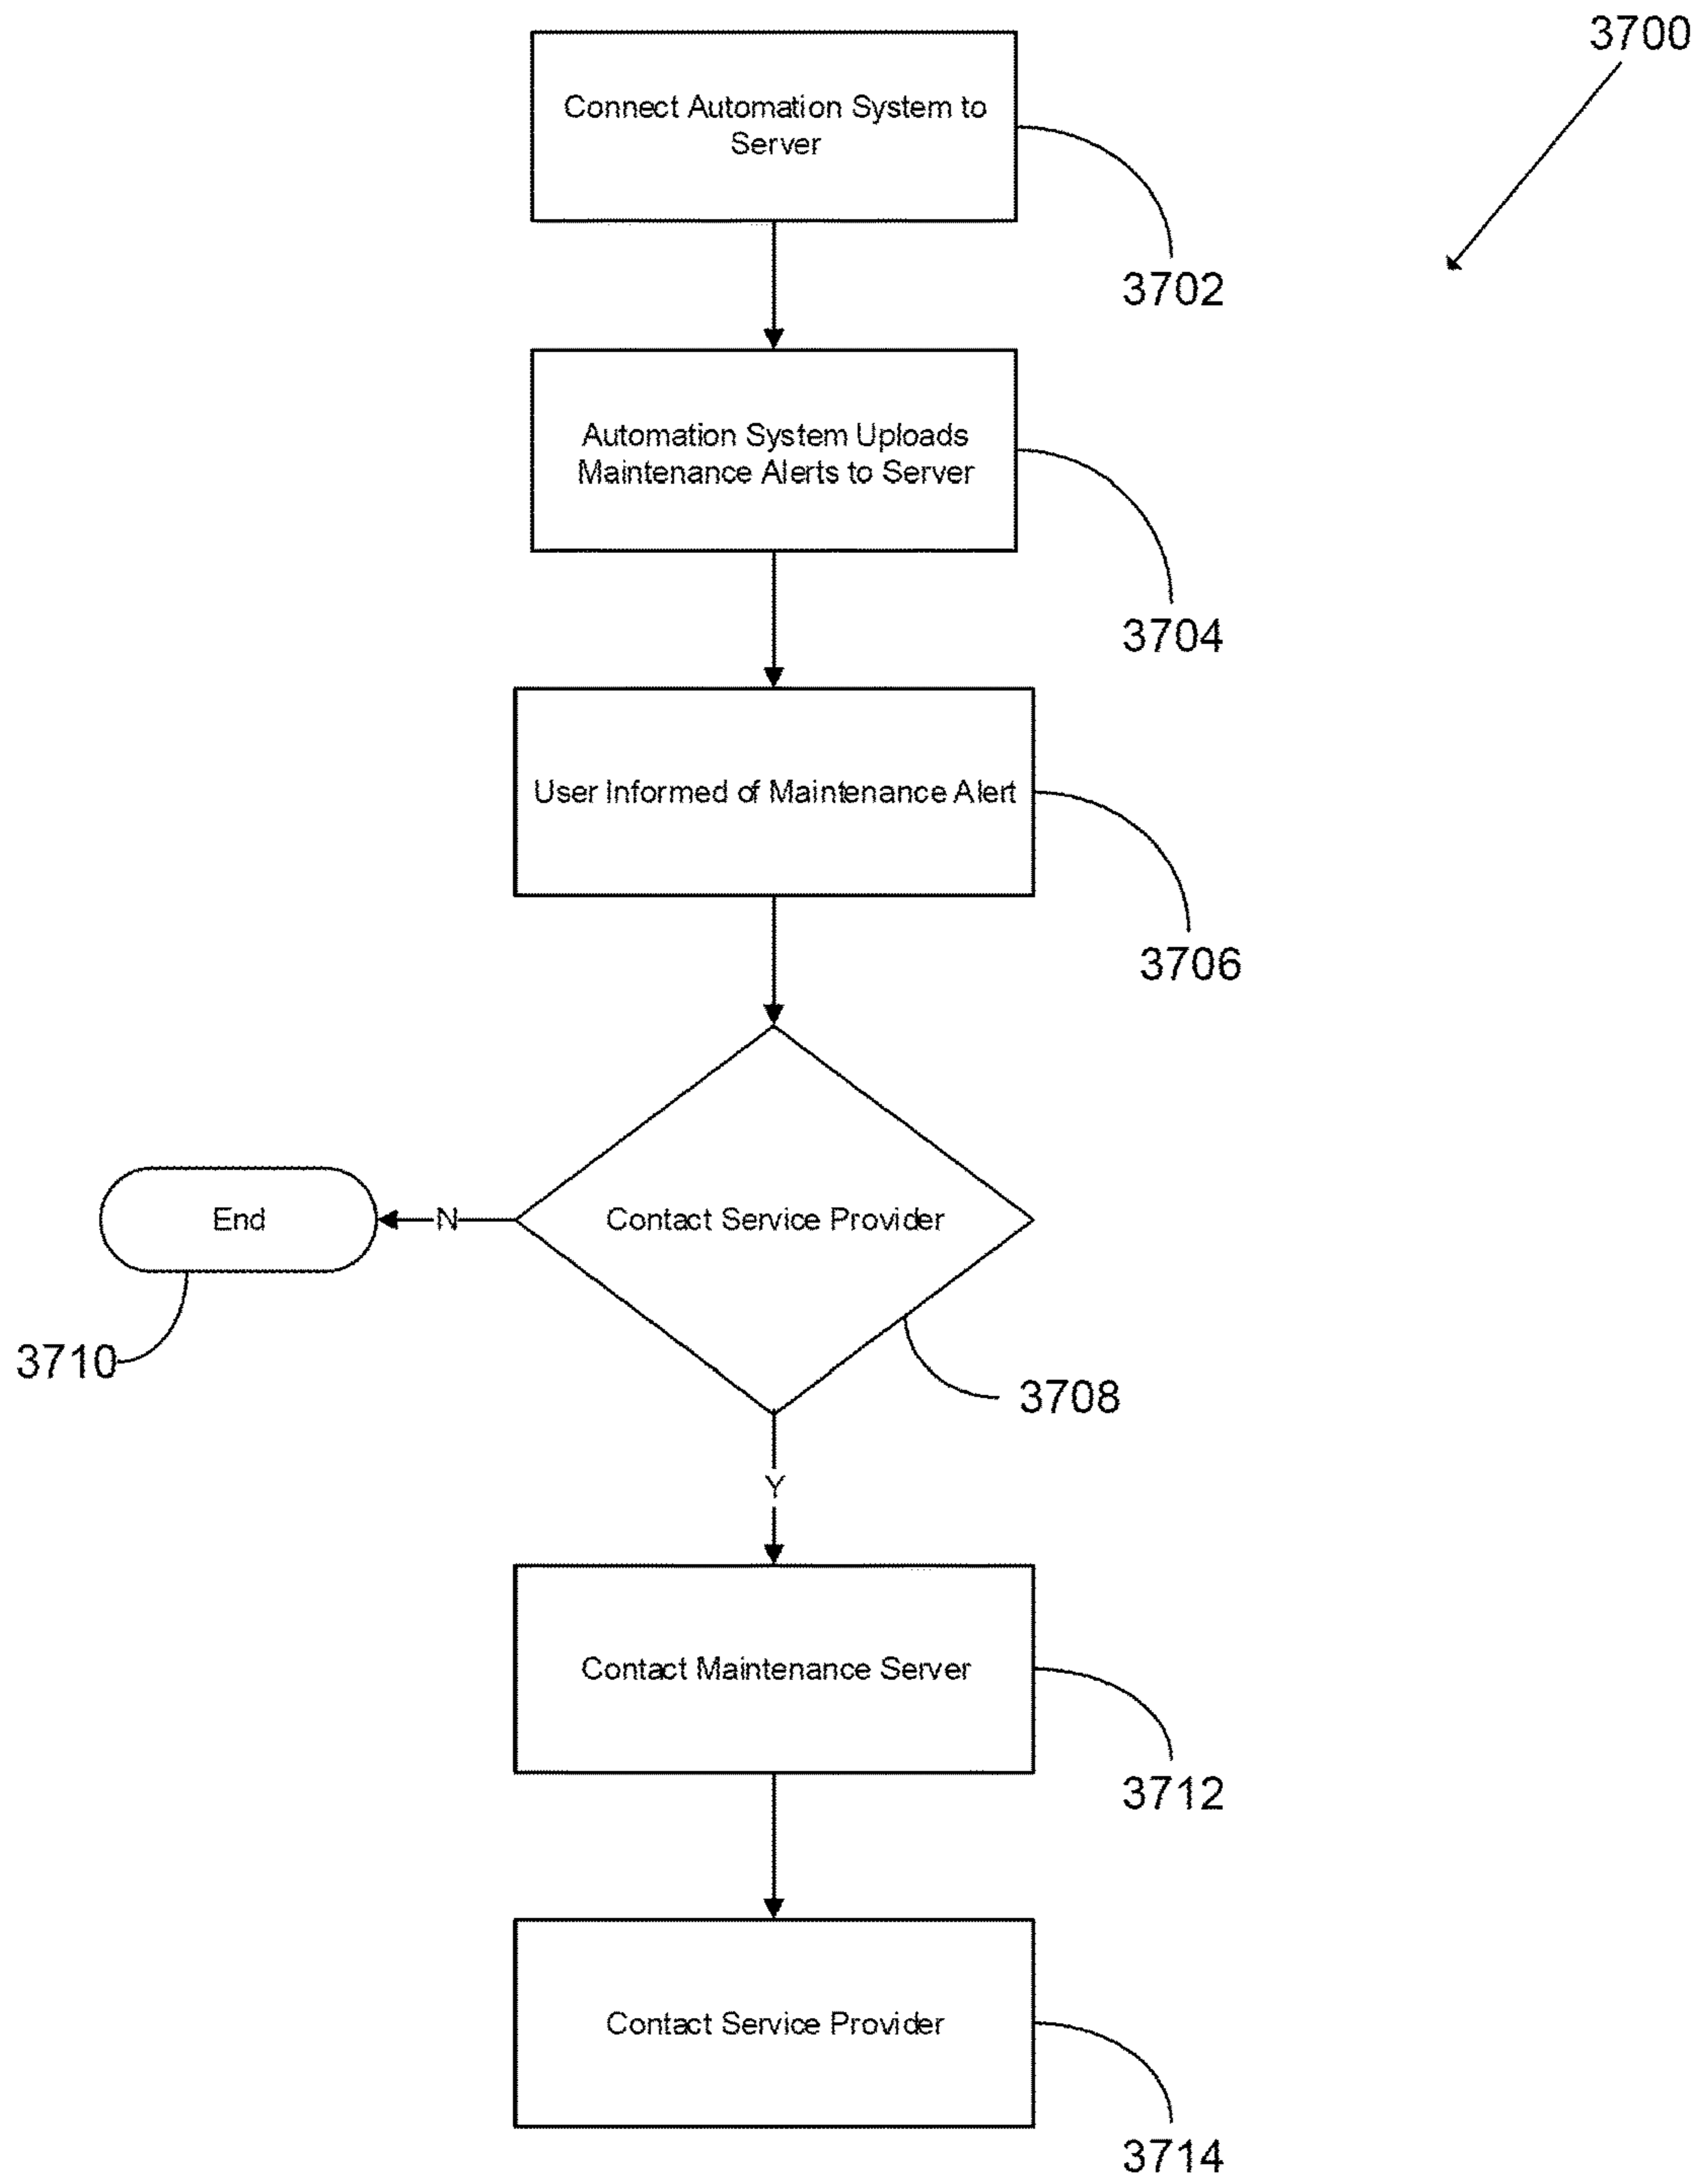 3700
Connect Automation System to
Server
3702
Automation System Uploads
Maintenance Alerts to Server
3704
User Informed of Maintenance Alert
3706
End
N
Contact Service Provider
3710
3708
Y
Contact Maintenance Server
3712
Contact Service Provider
3714